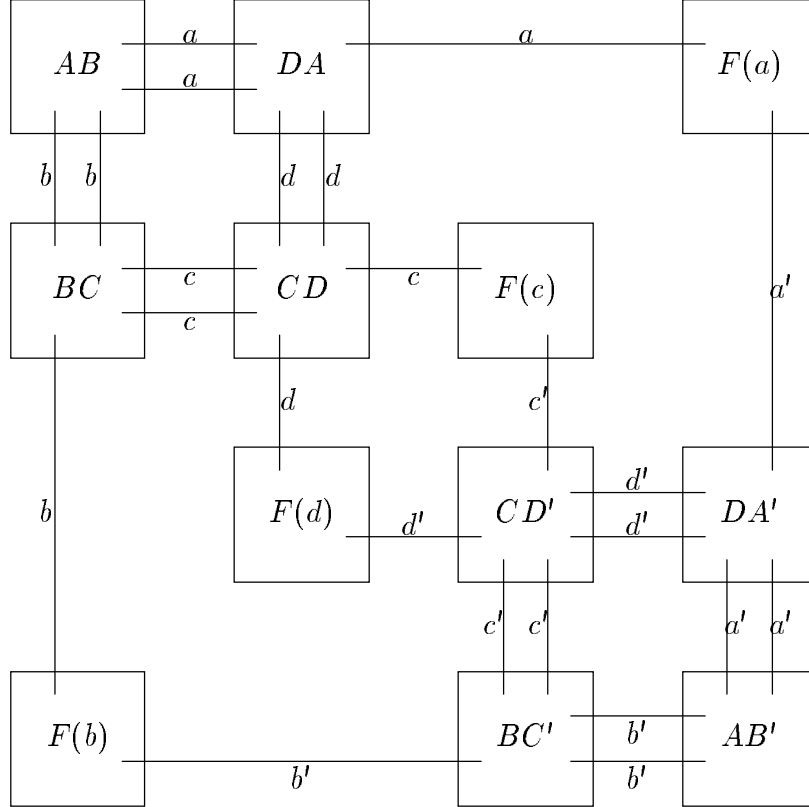 a a
AB DA F(a)
a
b b d d
BC c CD c F(c) a'
c
d c'
b F(d) d' CD' d' DA'
d'
c' c' a' a'
F(b) BC' b' AB'
b' b'